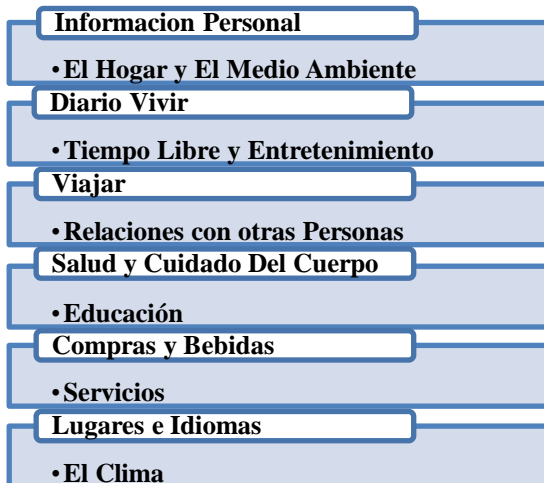 Informacion Personal
•El Hogar y El Medio Ambiente
Diario Vivir
•Tiempo Libre y Entretenimiento
Viajar
•Relaciones con otras Personas
Salud y Cuidado Del Cuerpo
•Educación
Compras y Bebidas
•Servicios
Lugares e Idiomas
•El Clima